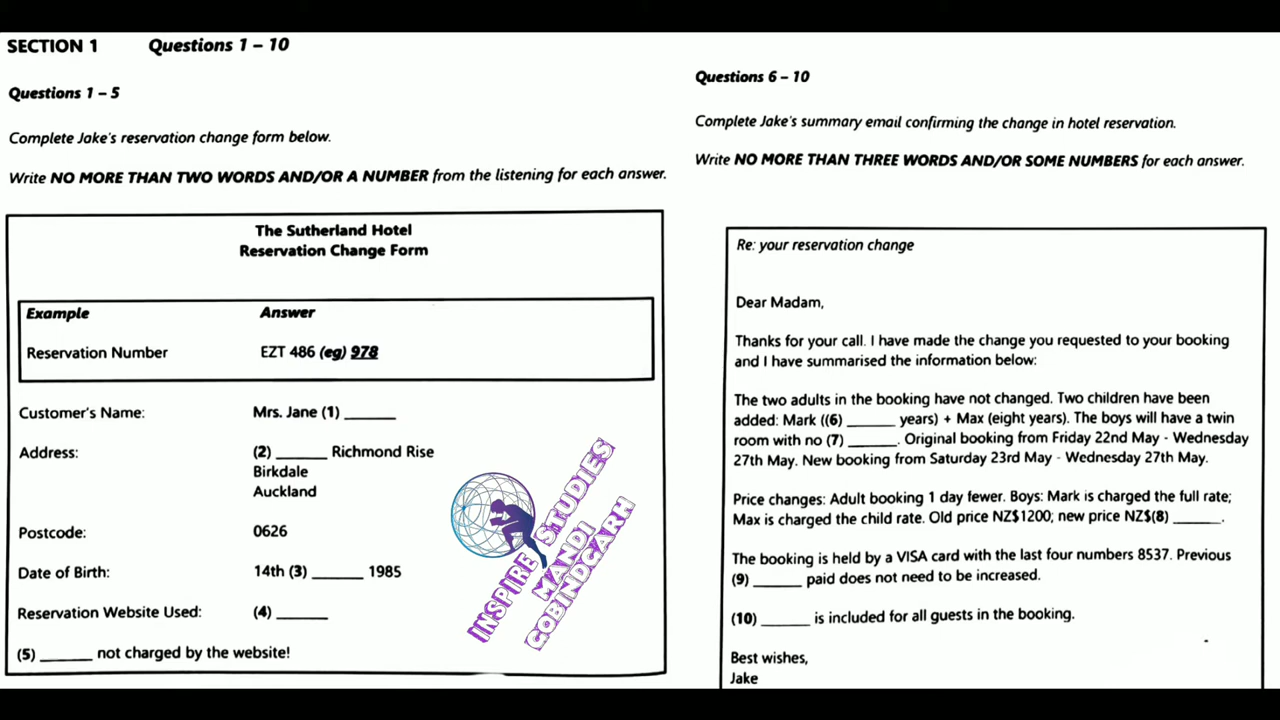 SECTION 1 Questions 1 – 10
Questions 1 – 5
Complete Jake's reservation change form below.
Write NO MORE THAN TWO WORDS AND/OR A NUMBER from the listening for each answer.
The Sutherland Hotel
Reservation Change Form
Example Answer
Reservation Number EZT 486 (eg) 978
Customer's Name: Mrs. Jane (1) ______
Address: (2) ______ Richmond Rise
Birkdale
Auckland
Postcode: 0626
Date of Birth: 14th (3) ______ 1985
Reservation Website Used: (4) ______
(5) ______ not charged by the website!
INSPIRE STUDIES
MANDI
GOBINDGARH
Questions 6 – 10
Complete Jake's summary email confirming the change in hotel reservation.
Write NO MORE THAN THREE WORDS AND/OR SOME NUMBERS for each answer.
Re: your reservation change
Dear Madam,
Thanks for your call. I have made the change you requested to your booking
and I have summarised the information below:
The two adults in the booking have not changed. Two children have been
added: Mark ((6) ______ years) + Max (eight years). The boys will have a twin
room with no (7) ______. Original booking from Friday 22nd May - Wednesday
27th May. New booking from Saturday 23rd May - Wednesday 27th May.
Price changes: Adult booking 1 day fewer. Boys: Mark is charged the full rate;
Max is charged the child rate. Old price NZ$1200; new price NZ$(8) ______.
The booking is held by a VISA card with the last four numbers 8537. Previous
(9) ______ paid does not need to be increased.
(10) ______ is included for all guests in the booking.
Best wishes,
Jake